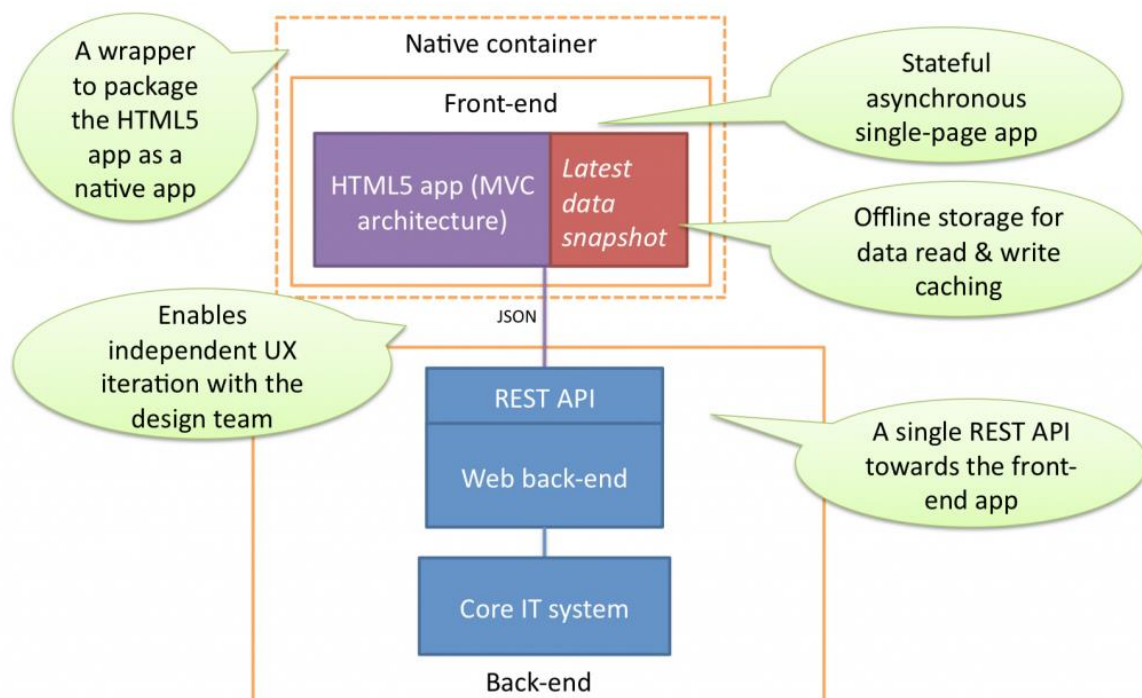 A wrapper
to package
the HTML5
app as a
native app
Native container
Front-end
HTML5 app (MVC
architecture)
Latest
data
snapshot
Stateful
asynchronous
single-page app
Offline storage for
data read & write
caching
Enables
independent UX
iteration with the
design team
JSON
REST API
Web back-end
A single REST API
towards the front-
end app
Core IT system
Back-end